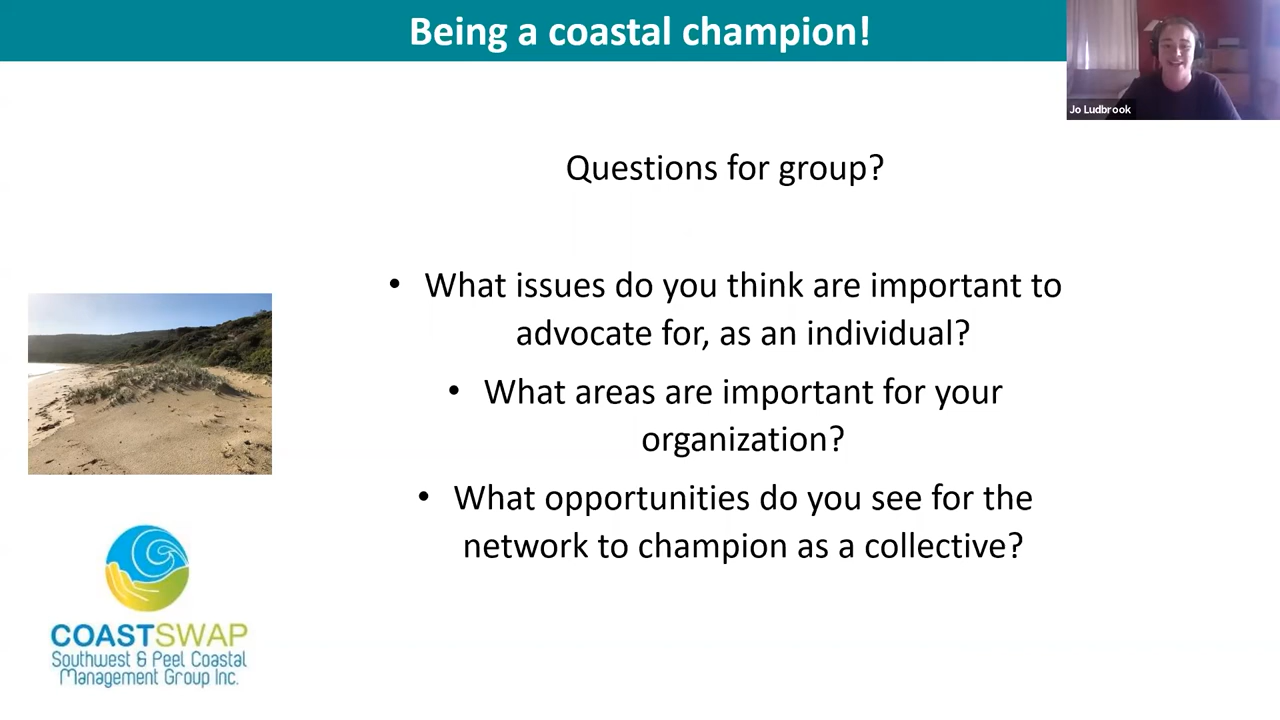 Being a coastal champion!
Jo Ludbrook
Questions for group?
• What issues do you think are important to
advocate for, as an individual?
• What areas are important for your
organization?
• What opportunities do you see for the
network to champion as a collective?
COASTSWAP
Southwest & Peel Coastal
Management Group Inc.